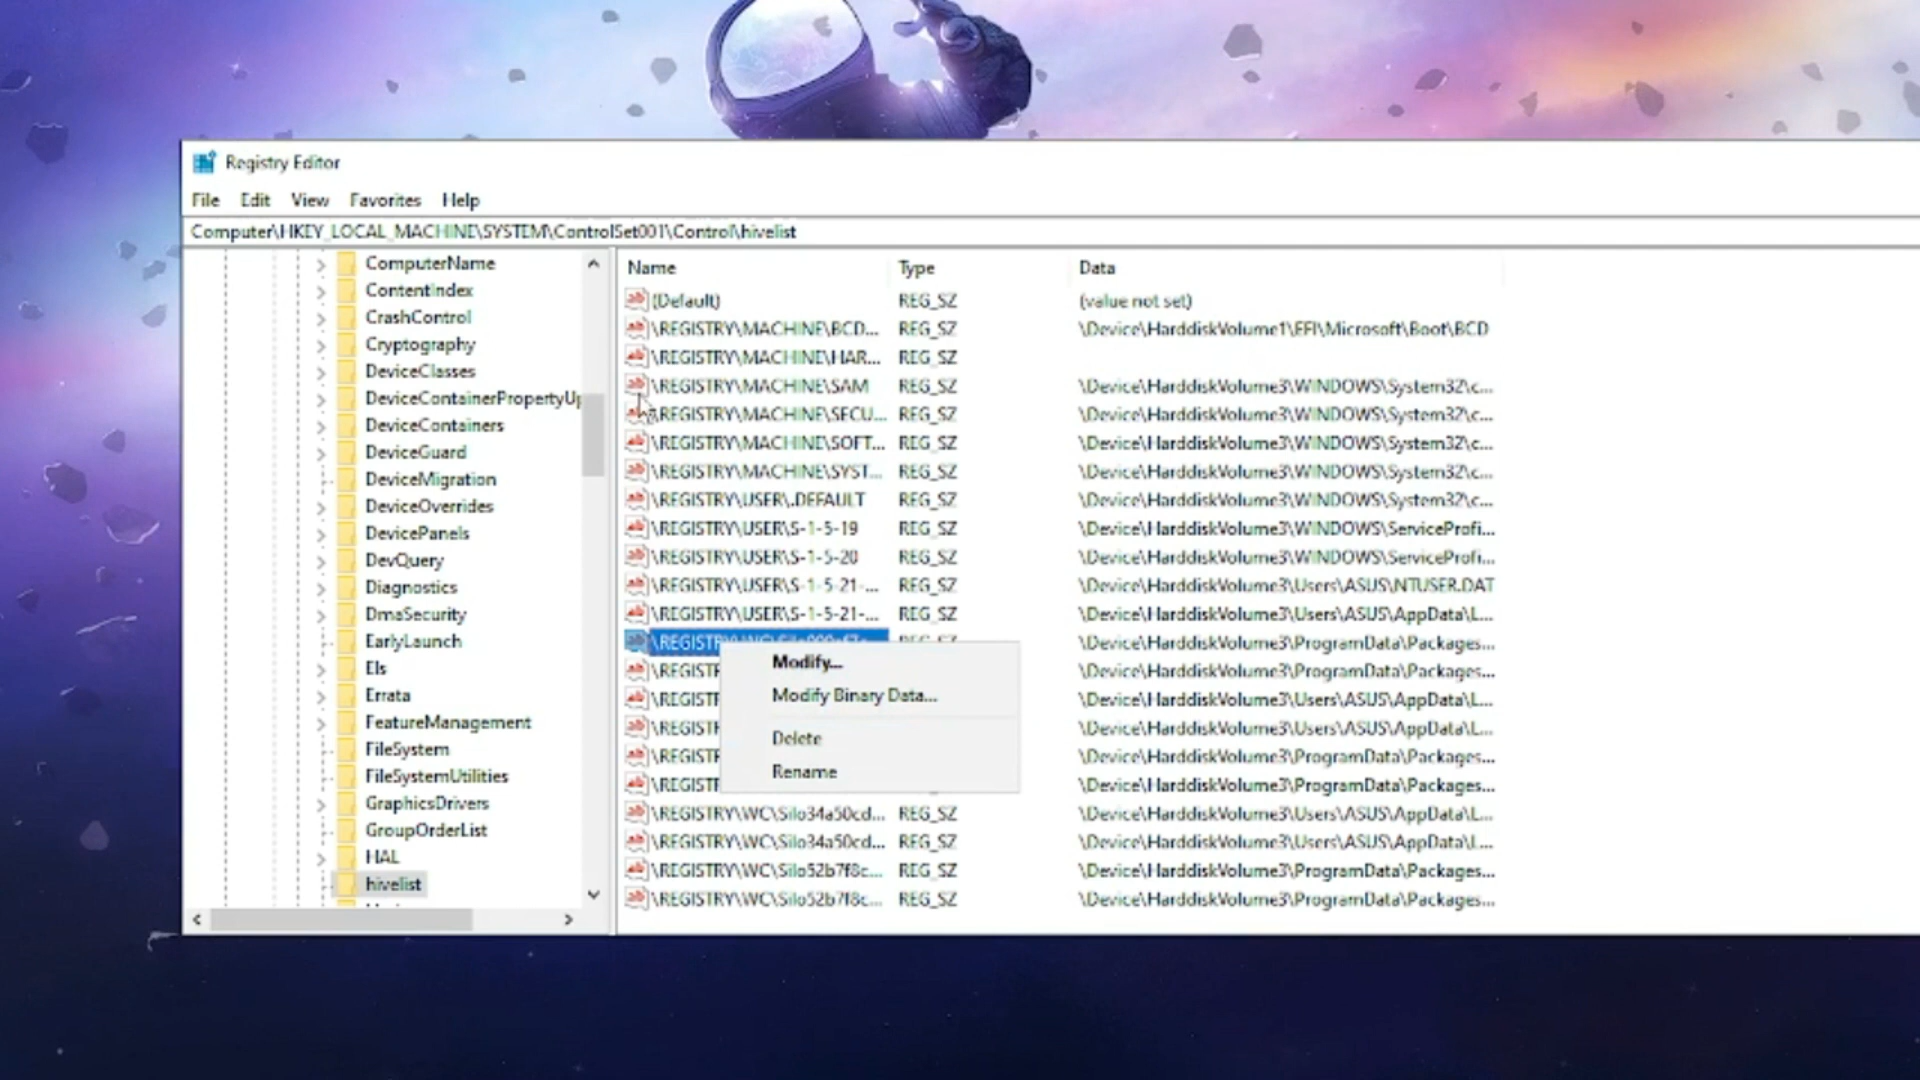 Registry Editor
File Edit View Favorites Help
Computer\HKEY_LOCAL_MACHINE\SYSTEM\ControlSet001\Control\hivelist
ComputerName
ContentIndex
CrashControl
Cryptography
DeviceClasses
DeviceContainerPropertyUp
DeviceContainers
DeviceGuard
DeviceMigration
DeviceOverrides
DevicePanels
DevQuery
Diagnostics
DmaSecurity
EarlyLaunch
Els
Errata
FeatureManagement
FileSystem
FileSystemUtilities
GraphicsDrivers
GroupOrderList
HAL
hivelist
Name Type Data
(Default) REG_SZ (value not set)
\REGISTRY\MACHINE\BCD... REG_SZ \Device\HarddiskVolume1\EFI\Microsoft\Boot\BCD
\REGISTRY\MACHINE\HAR... REG_SZ
\REGISTRY\MACHINE\SAM REG_SZ \Device\HarddiskVolume3\WINDOWS\System32\c...
\REGISTRY\MACHINE\SECU... REG_SZ \Device\HarddiskVolume3\WINDOWS\System32\c...
\REGISTRY\MACHINE\SOFT... REG_SZ \Device\HarddiskVolume3\WINDOWS\System32\c...
\REGISTRY\MACHINE\SYST... REG_SZ \Device\HarddiskVolume3\WINDOWS\System32\c...
\REGISTRY\USER\.DEFAULT REG_SZ \Device\HarddiskVolume3\WINDOWS\System32\c...
\REGISTRY\USER\S-1-5-19 REG_SZ \Device\HarddiskVolume3\WINDOWS\ServiceProfi...
\REGISTRY\USER\S-1-5-20 REG_SZ \Device\HarddiskVolume3\WINDOWS\ServiceProfi...
\REGISTRY\USER\S-1-5-21-... REG_SZ \Device\HarddiskVolume3\Users\ASUS\NTUSER.DAT
\REGISTRY\USER\S-1-5-21-... REG_SZ \Device\HarddiskVolume3\Users\ASUS\AppData\L...
\Device\HarddiskVolume3\ProgramData\Packages...
\REGISTR \Device\HarddiskVolume3\ProgramData\Packages...
\REGISTR \Device\HarddiskVolume3\Users\ASUS\AppData\L...
\REGISTR \Device\HarddiskVolume3\Users\ASUS\AppData\L...
\REGISTR \Device\HarddiskVolume3\ProgramData\Packages...
\REGISTR \Device\HarddiskVolume3\ProgramData\Packages...
\REGISTRY\WC\Silo34a50cd... REG_SZ \Device\HarddiskVolume3\Users\ASUS\AppData\L...
\REGISTRY\WC\Silo34a50cd... REG_SZ \Device\HarddiskVolume3\Users\ASUS\AppData\L...
\REGISTRY\WC\Silo52b7f8c... REG_SZ \Device\HarddiskVolume3\ProgramData\Packages...
\REGISTRY\WC\Silo52b7f8c... REG_SZ \Device\HarddiskVolume3\ProgramData\Packages...
Modify...
Modify Binary Data...
Delete
Rename